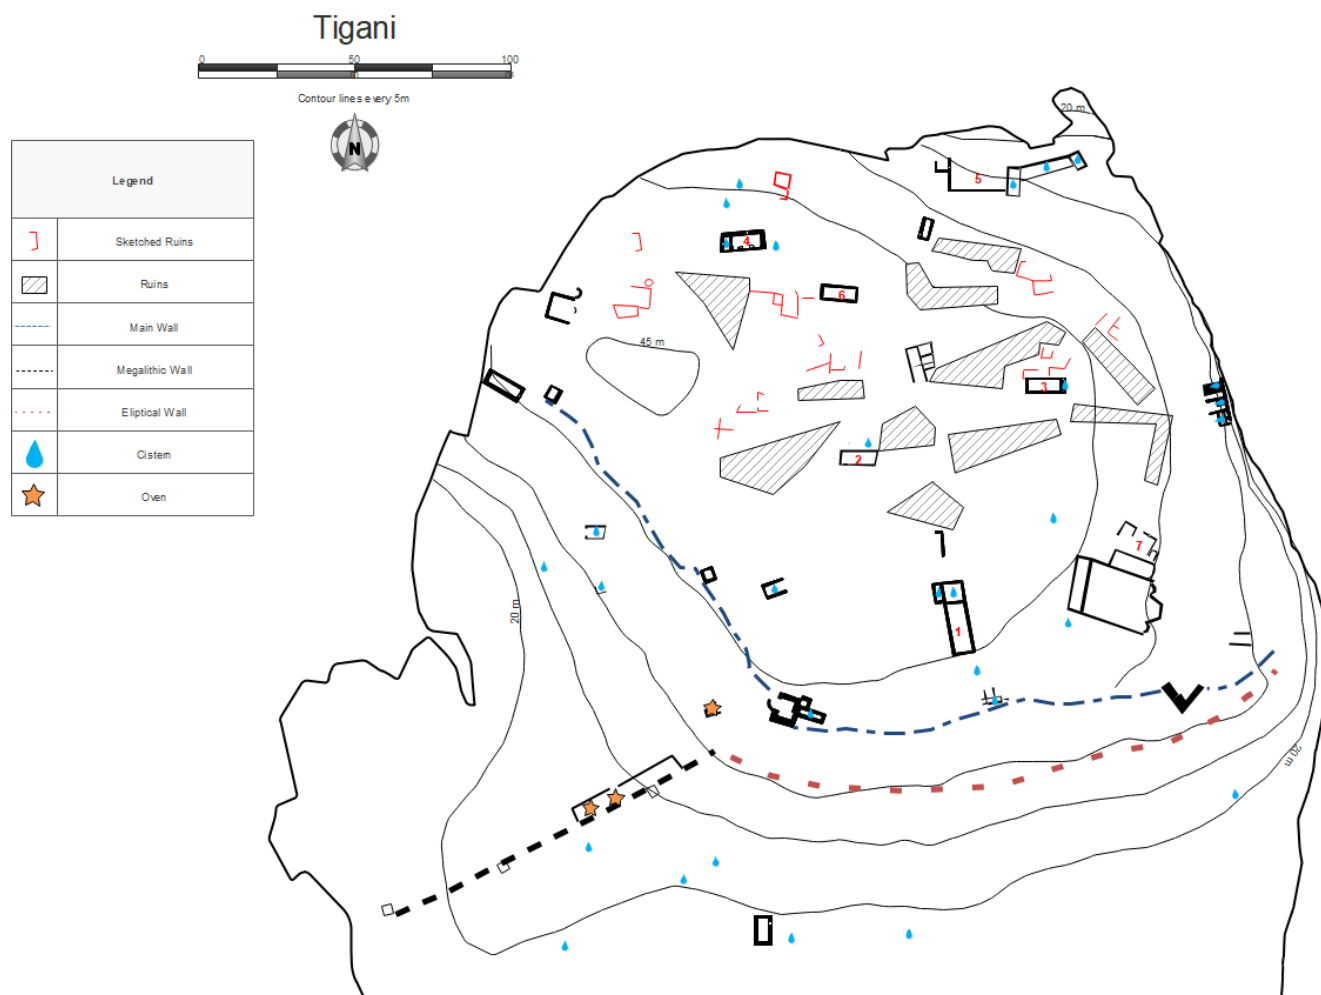 Tigani
0 50 100
m m
Contour lines every 5m
N
Legend
Sketched Ruins
Ruins
Main Wall
Megalithic Wall
Eliptical Wall
Cistern
Oven
20 m
5
4
6
45 m
3
2
7
20 m
1
20 m